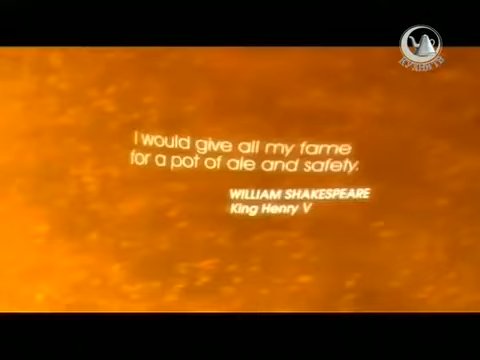 I would give all my fame
for a pot of ale and safety.
WILLIAM SHAKESPEARE
King Henry V